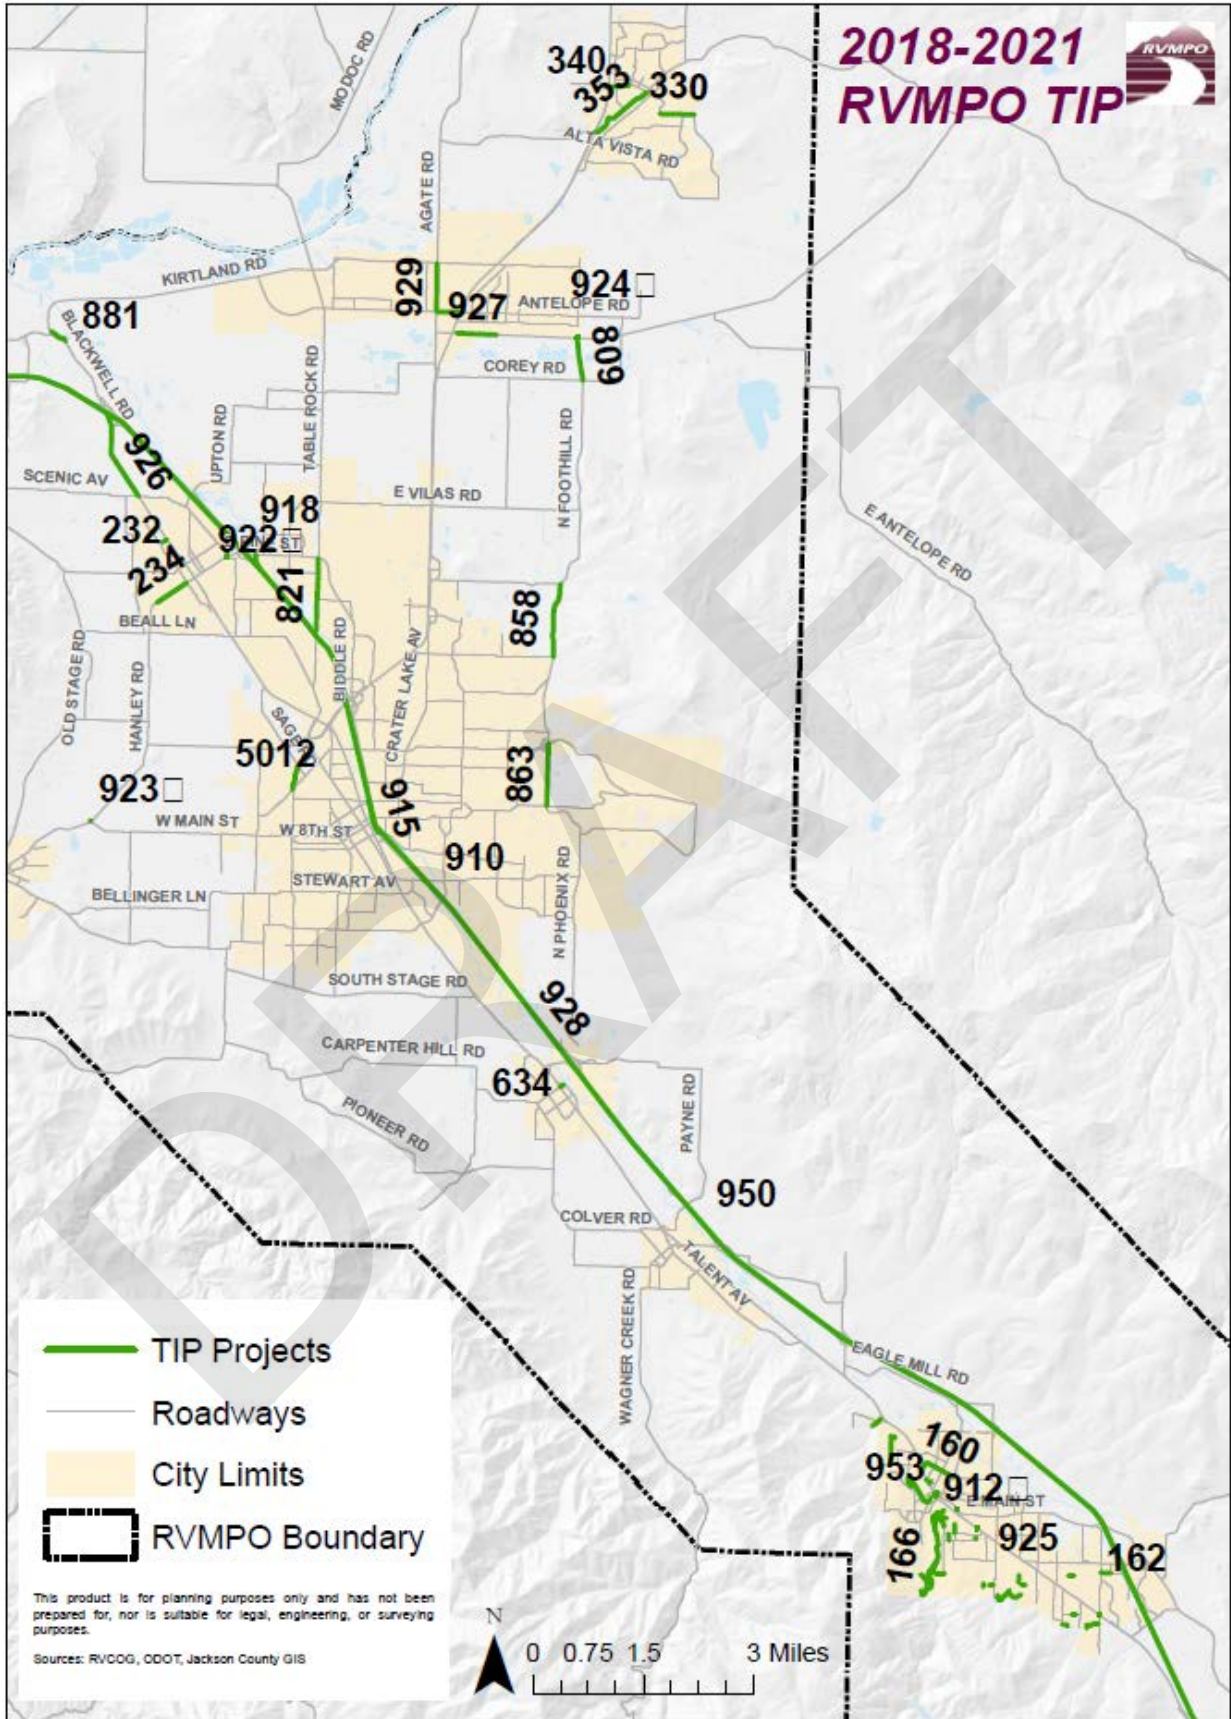 2018-2021
RVMPO TIP
RVMPO
MODOC RD
340
353
330
ALTA VISTA RD
AGATE RD
KIRTLAND RD
929
927
924
ANTELOPE RD
881
BLACKWELL RD
608
COREY RD
TABLE ROCK RD
UPTON RD
926
SCENIC AV
E VILAS RD
N FOOTHILL RD
E ANTELOPE RD
918
232
922
234
821
BEALL LN
858
OLD STAGE RD
HANLEY RD
BIDDLE RD
CRATER LAKE AV
5012
863
923
W MAIN ST
W 8TH ST
915
910
STEWART AV
BELLINGER LN
N PHOENIX RD
SOUTH STAGE RD
928
CARPENTER HILL RD
634
PIONEER RD
PAYNE RD
950
COLVER RD
TALENT AV
WAGNER CREEK RD
EAGLE MILL RD
160
953
912
E MAIN ST
925
166
162
DRAFT
TIP Projects
Roadways
City Limits
RVMPO Boundary
This product is for planning purposes only and has not been
prepared for, nor is suitable for legal, engineering, or surveying
purposes.
Sources: RVCOG, ODOT, Jackson County GIS
N
0 0.75 1.5 3 Miles